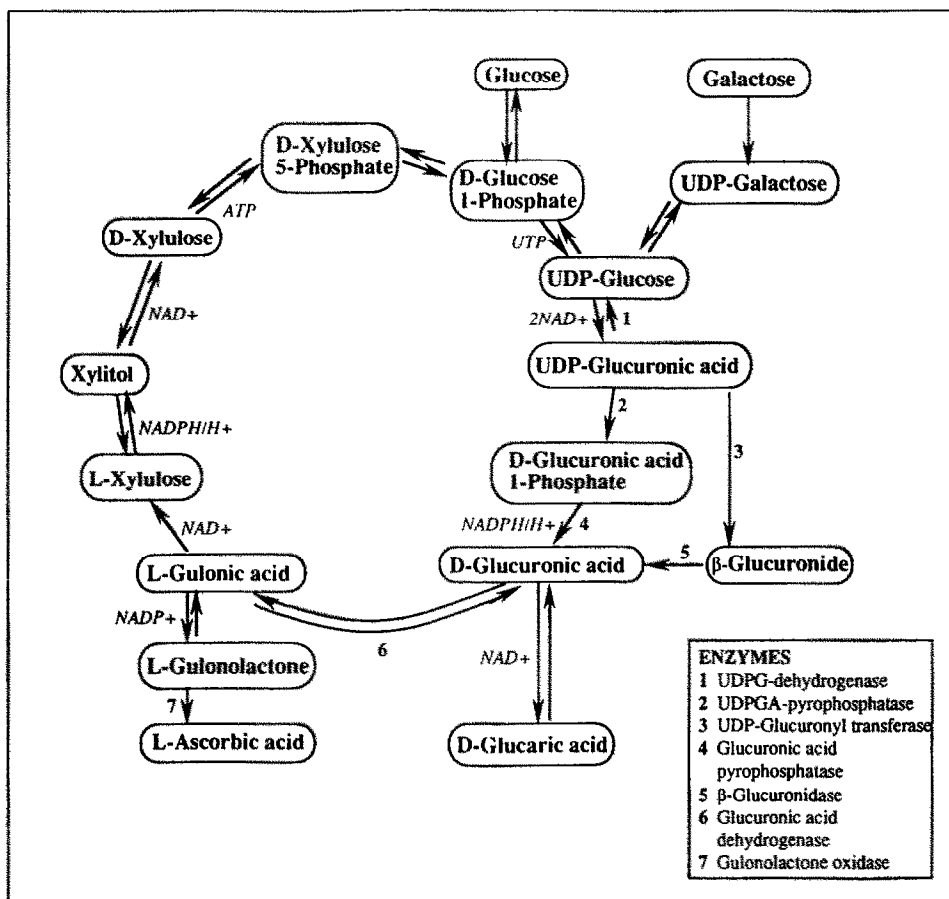 Glucose
Galactose
D-Xylulose
5-Phosphate
D-Glucose
1-Phosphate
UDP-Galactose
ATP
D-Xylulose
UTP
UDP-Glucose
NAD+
2NAD+
1
Xylitol
UDP-Glucuronic acid
2
NADPH/H+
3
D-Glucuronic acid
1-Phosphate
L-Xylulose
NADPH/H+
4
NAD+
L-Gulonic acid
D-Glucuronic acid
5
β-Glucuronide
NADP+
6
NAD+
L-Gulonolactone
7
L-Ascorbic acid
D-Glucaric acid
ENZYMES
1 UDPG-dehydrogenase
2 UDPGA-pyrophosphatase
3 UDP-Glucuronyl transferase
4 Glucuronic acid
pyrophosphatase
5 β-Glucuronidase
6 Glucuronic acid
dehydrogenase
7 Gulonolactone oxidase